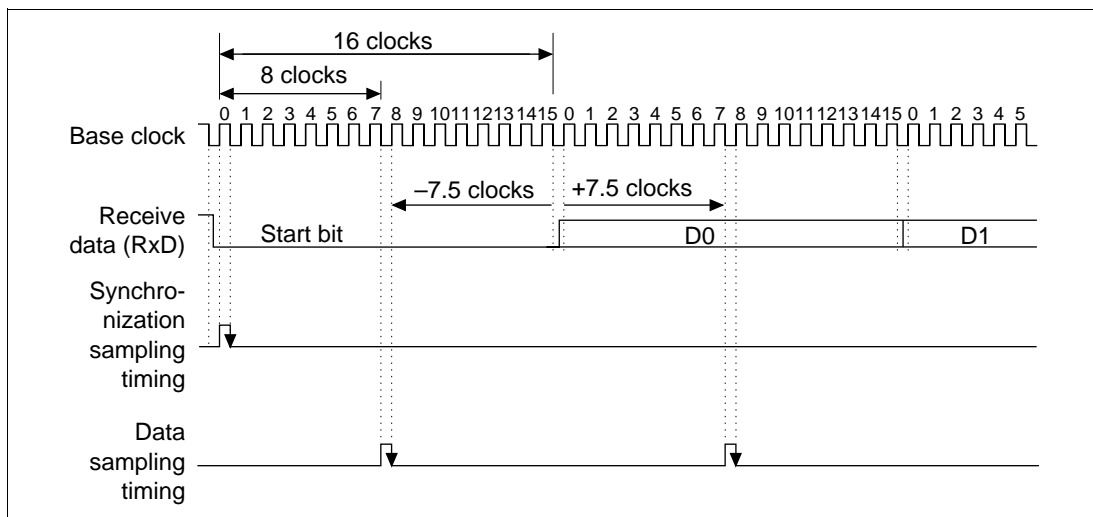 16 clocks
8 clocks
0 1 2 3 4 5 6 7 8 9 10 11 12 13 14 15 0 1 2 3 4 5 6 7 8 9 10 11 12 13 14 15 0 1 2 3 4 5
Base clock
–7.5 clocks
+7.5 clocks
Receive
data (RxD)
Start bit
D0
D1
Synchro-
nization
sampling
timing
Data
sampling
timing